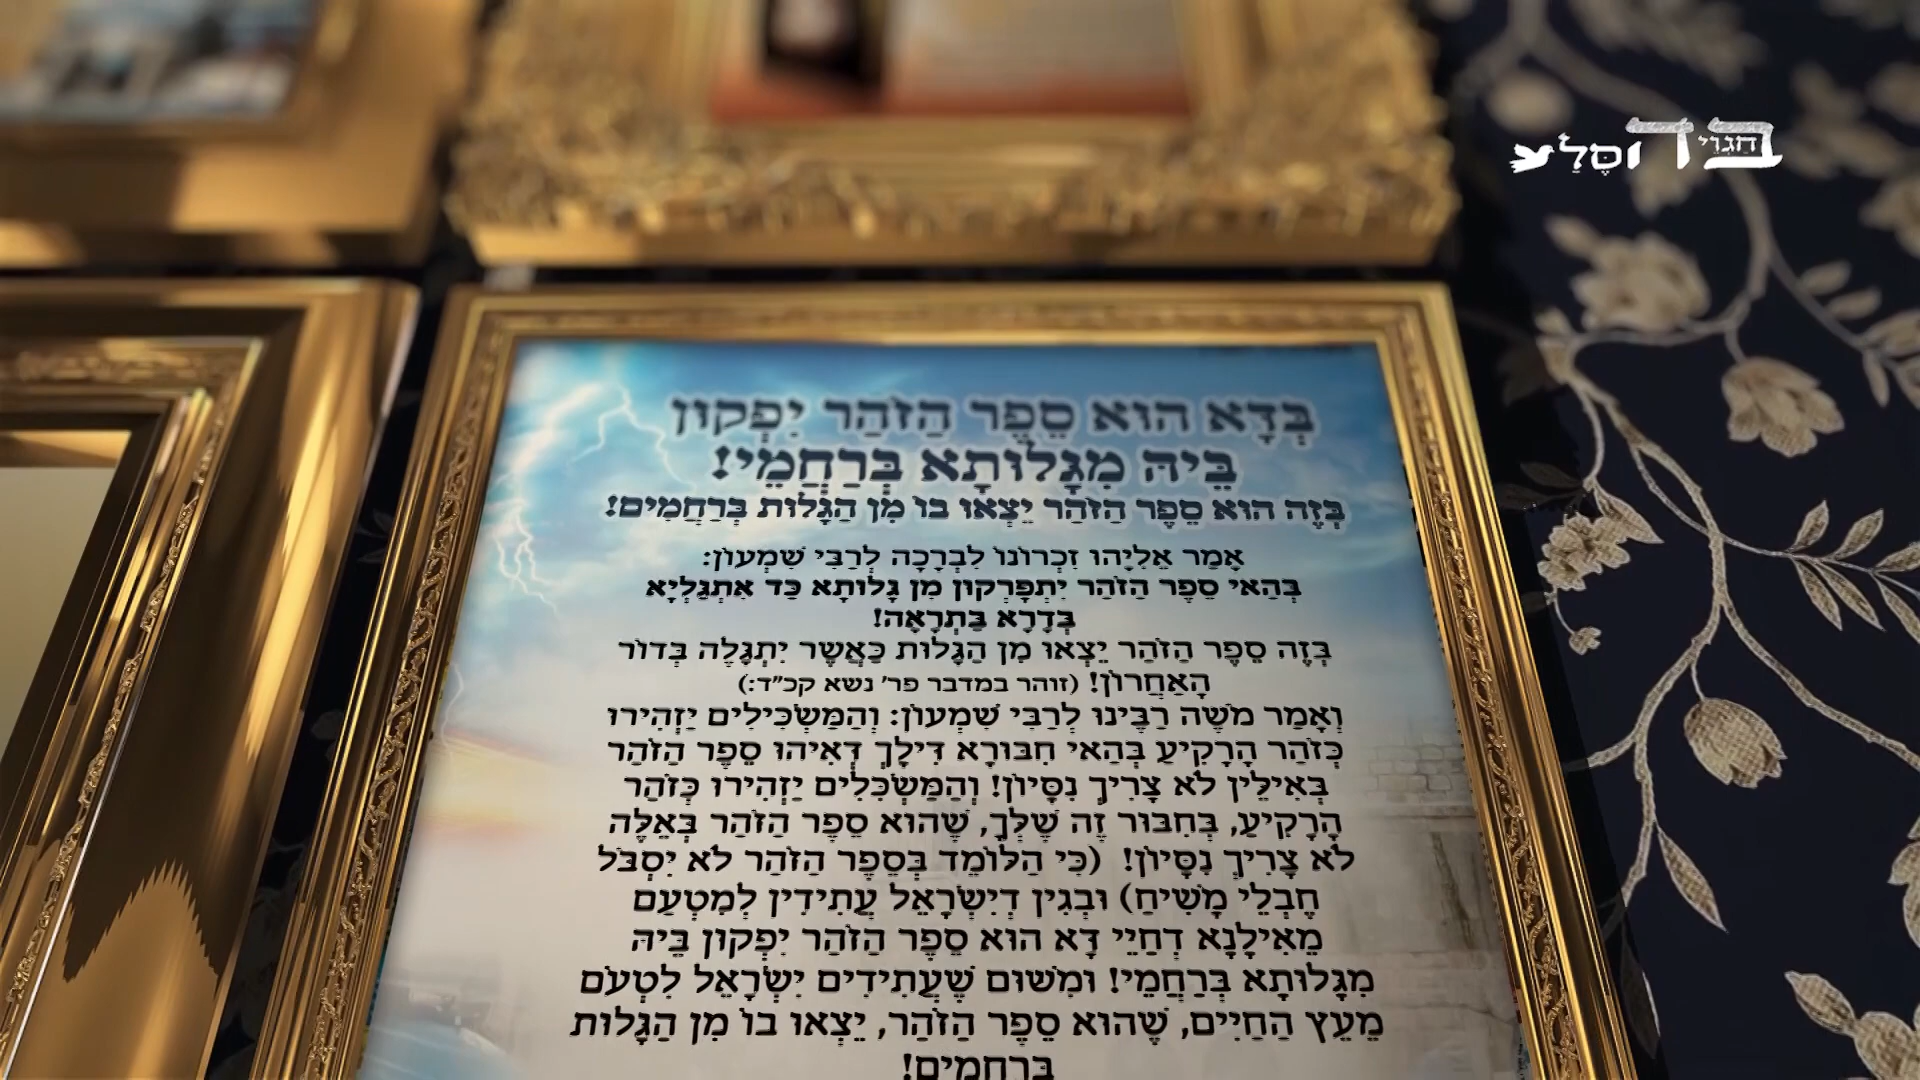 בַּד חַגְוֵי סֶלַע
בְּדָּא הוּא סֵפֶר הַזֹּהַר יִפְקוּן
בֵּיהּ מִגָּלוּתָא בְּרַחֲמֵי!
בְּזֶה הוּא סֵפֶר הַזֹּהַר יֵצְאוּ בוֹ מִן הַגָּלוּת בְּרַחֲמִים!
אָמַר אֵלִיָּהוּ זִכְרוֹנוֹ לִבְרָכָה לְרַבִּי שִׁמְעוֹן:
בְּהַאי סֵפֶר הַזֹּהַר יִתְפָּרְקוּן מִן גָּלוּתָא כַּד אִתְגַּלְיָא
בְּדָרָא בַּתְרָאָה!
בְּזֶה סֵפֶר הַזֹּהַר יֵצְאוּ מִן הַגָּלוּת כַּאֲשֶׁר יִתְגַּלֶּה בְּדוֹר
הָאַחֲרוֹן! (זוהר במדבר פר' נשא קכ"ד:)
וְאָמַר מֹשֶׁה רַבֵּינוּ לְרַבִּי שִׁמְעוֹן: וְהַמַּשְׂכִּילִים יַזְהִירוּ
כְּזֹהַר הָרָקִיעַ בְּהַאי חִבּוּרָא דִּילָךְ דְּאִיהוּ סֵפֶר הַזֹּהַר
בְּאִילֵּין לֹא צָרִיךְ נִסָּיוֹן! וְהַמַּשְׂכִּלִים יַזְהִירוּ כְּזֹהַר
הָרָקִיעַ, בְּחִבּוּר זֶה שֶׁלְּךָ, שֶׁהוּא סֵפֶר הַזֹּהַר בְּאֵלֶּה
לֹא צָרִיךְ נִסָּיוֹן! (כִּי הַלּוֹמֵד בְּסֵפֶר הַזֹּהַר לֹא יִסְבֹּל
חֶבְלֵי מָשִׁיחַ) וּבְגִין דְּיִשְׂרָאֵל עֲתִידִין לְמִטְעַם
מֵאִילָנָא דְחַיֵּי דָּא הוּא סֵפֶר הַזֹּהַר יִפְקוּן בֵּיהּ
מִגָּלוּתָא בְּרַחֲמֵי! וּמִשּׁוּם שֶׁעֲתִידִים יִשְׂרָאֵל לִטְעֹם
מֵעֵץ הַחַיִּים, שֶׁהוּא סֵפֶר הַזֹּהַר, יֵצְאוּ בוֹ מִן הַגָּלוּת
בְּרַחֲמִים!